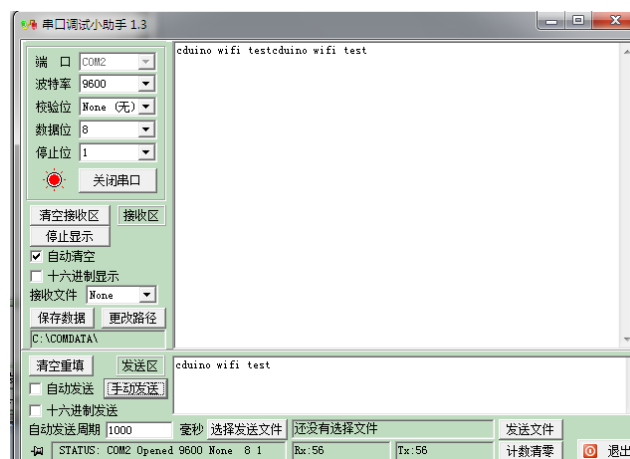 串口调试小助手 1.3
端 口 COM2
波特率 9600
校验位 None (无)
数据位 8
停止位 1
关闭串口
清空接收区 接收区
停止显示
自动清空
十六进制显示
接收文件 None
保存数据 更改路径
C:\COMDATA\
cduino wifi testcduino wifi test
清空重填 发送区
自动发送 手动发送
十六进制发送
cduino wifi test
自动发送周期 1000 毫秒 选择发送文件 还没有选择文件 发送文件
STATUS: COM2 Opened 9600 None 8 1 Rx:56 Tx:56 计数清零 退出